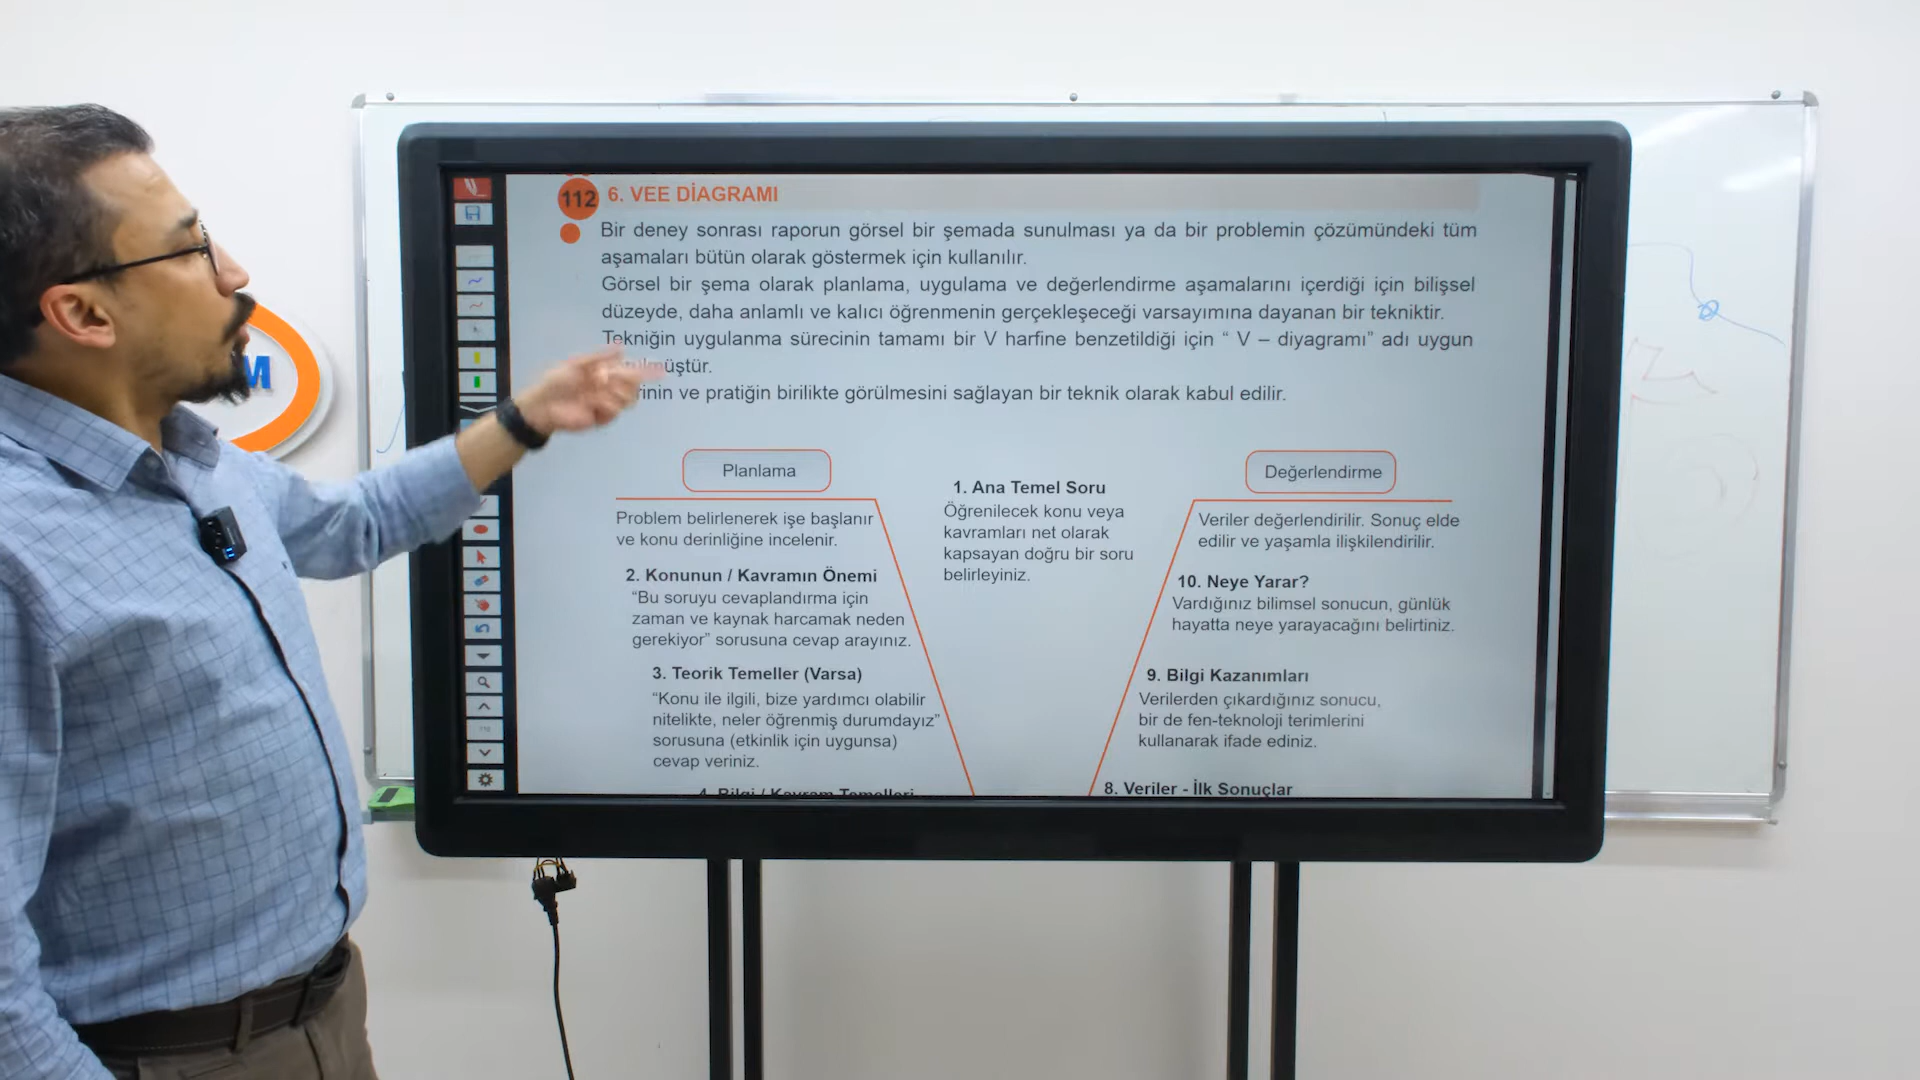 112 6. VEE DİAGRAMI
Bir deney sonrası raporun görsel bir şemada sunulması ya da bir problemin çözümündeki tüm
aşamaları bütün olarak göstermek için kullanılır.
Görsel bir şema olarak planlama, uygulama ve değerlendirme aşamalarını içerdiği için bilişsel
düzeyde, daha anlamlı ve kalıcı öğrenmenin gerçekleşeceği varsayımına dayanan bir tekniktir.
Tekniğin uygulanma sürecinin tamamı bir V harfine benzetildiği için “ V – diyagramı” adı uygun
ve pratiğin birilikte görülmesini sağlayan bir teknik olarak kabul edilir.
Planlama
Problem belirlenerek işe başlanır
ve konu derinliğine incelenir.
2. Konunun / Kavramın Önemi
“Bu soruyu cevaplandırma için
zaman ve kaynak harcamak neden
gerekiyor” sorusuna cevap arayınız.
3. Teorik Temeller (Varsa)
“Konu ile ilgili, bize yardımcı olabilir
nitelikte, neler öğrenmiş durumdayız”
sorusuna (etkinlik için uygunsa)
cevap veriniz.
4. Bilgi / Kavram Temelleri
1. Ana Temel Soru
Öğrenilecek konu veya
kavramları net olarak
kapsayan doğru bir soru
belirleyiniz.
Değerlendirme
Veriler değerlendirilir. Sonuç elde
edilir ve yaşamla ilişkilendirilir.
10. Neye Yarar?
Vardığınız bilimsel sonucun, günlük
hayatta neye yarayacağını belirtiniz.
9. Bilgi Kazanımları
Verilerden çıkardığınız sonucu,
bir de fen-teknoloji terimlerini
kullanarak ifade ediniz.
8. Veriler - İlk Sonuçlar